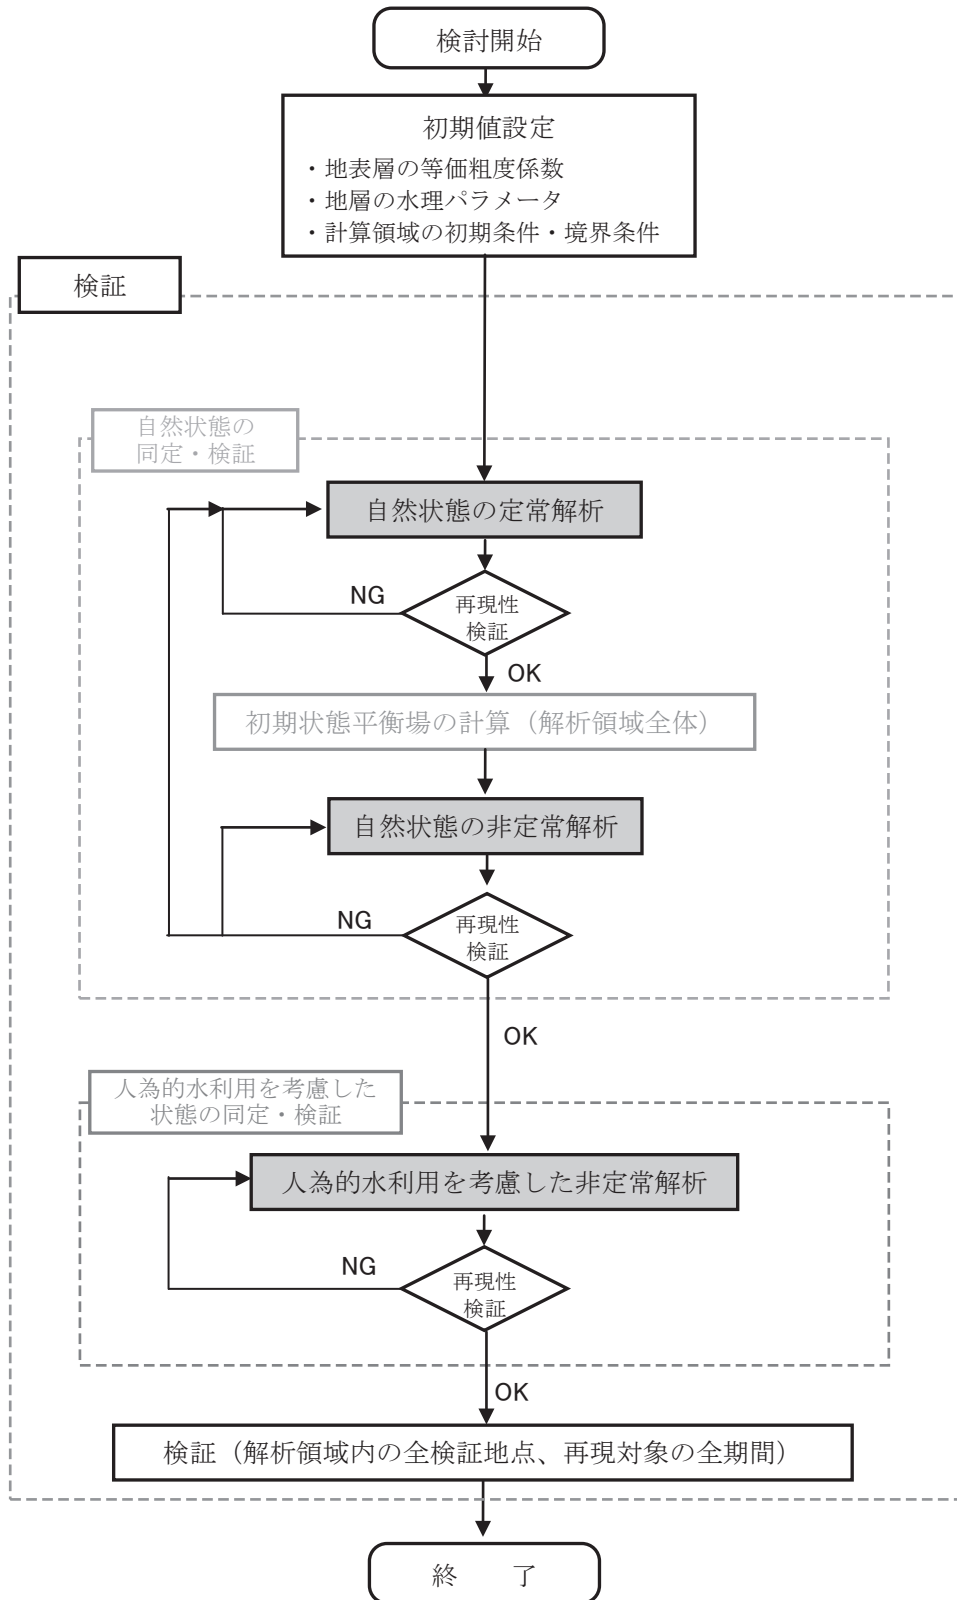 検討開始
初期値設定
・地表層の等価粗度係数
・地層の水理パラメータ
・計算領域の初期条件・境界条件
検証
自然状態の
同定・検証
自然状態の定常解析
NG
再現性
検証
OK
初期状態平衡場の計算（解析領域全体）
自然状態の非定常解析
NG
再現性
検証
OK
人為的水利用を考慮した
状態の同定・検証
人為的水利用を考慮した非定常解析
NG
再現性
検証
OK
検証（解析領域内の全検証地点、再現対象の全期間）
終　　了